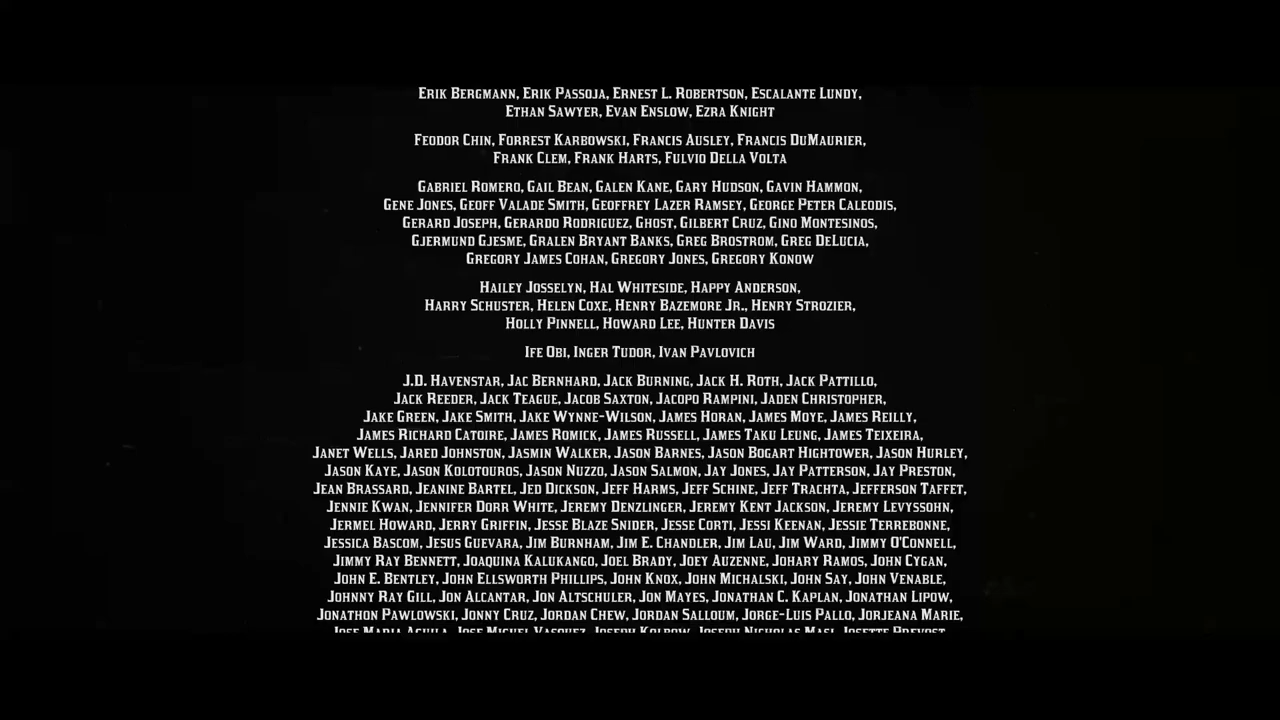 Erik Bergmann, Erik Passoja, Ernest L. Robertson, Escalante Lundy,
Ethan Sawyer, Evan Enslow, Ezra Knight
Feodor Chin, Forrest Karbowski, Francis Ausley, Francis DuMaurier,
Frank Clem, Frank Harts, Fulvio Della Volta
Gabriel Romero, Gail Bean, Galen Kane, Gary Hudson, Gavin Hammon,
Gene Jones, Geoff Valade Smith, Geoffrey Lazer Ramsey, George Peter Caleodis,
Gerard Joseph, Gerardo Rodriguez, Ghost, Gilbert Cruz, Gino Montesinos,
Gjermund Gjesme, Gralen Bryant Banks, Greg Brostrom, Greg DeLucia,
Gregory James Cohan, Gregory Jones, Gregory Konow
Hailey Josselyn, Hal Whiteside, Happy Anderson,
Harry Schuster, Helen Coxe, Henry Bazemore Jr., Henry Strozier,
Holly Pinnell, Howard Lee, Hunter Davis
Ife Obi, Inger Tudor, Ivan Pavlovich
J.D. Havenstar, Jac Bernhard, Jack Burning, Jack H. Roth, Jack Pattillo,
Jack Reeder, Jack Teague, Jacob Saxton, Jacopo Rampini, Jaden Christopher,
Jake Green, Jake Smith, Jake Wynne-Wilson, James Horan, James Moye, James Reilly,
James Richard Catoire, James Romick, James Russell, James Taku Leung, James Teixeira,
Janet Wells, Jared Johnston, Jasmin Walker, Jason Barnes, Jason Bogart Hightower, Jason Hurley,
Jason Kaye, Jason Kolotouros, Jason Nuzzo, Jason Salmon, Jay Jones, Jay Patterson, Jay Preston,
Jean Brassard, Jeanine Bartel, Jed Dickson, Jeff Harms, Jeff Schine, Jeff Trachta, Jefferson Taffet,
Jennie Kwan, Jennifer Dorr White, Jeremy Denzlinger, Jeremy Kent Jackson, Jeremy Levyssohn,
Jermel Howard, Jerry Griffin, Jesse Blaze Snider, Jesse Corti, Jessi Keenan, Jessie Terrebonne,
Jessica Bascom, Jesus Guevara, Jim Burnham, Jim E. Chandler, Jim Lau, Jim Ward, Jimmy O'Connell,
Jimmy Ray Bennett, Joaquina Kalukango, Joel Brady, Joey Auzenne, Johary Ramos, John Cygan,
John E. Bentley, John Ellsworth Phillips, John Knox, John Michalski, John Say, John Venable,
Johnny Ray Gill, Jon Alcantar, Jon Altschuler, Jon Mayes, Jonathan C. Kaplan, Jonathan Lipow,
Jonathon Pawlowski, Jonny Cruz, Jordan Chew, Jordan Salloum, Jorge-Luis Pallo, Jorjeana Marie,
Jose Maria Aguila, Jose Miguel Vasquez, Joseph Kolbow, Joseph Nicholas Masi, Josette Prevost,